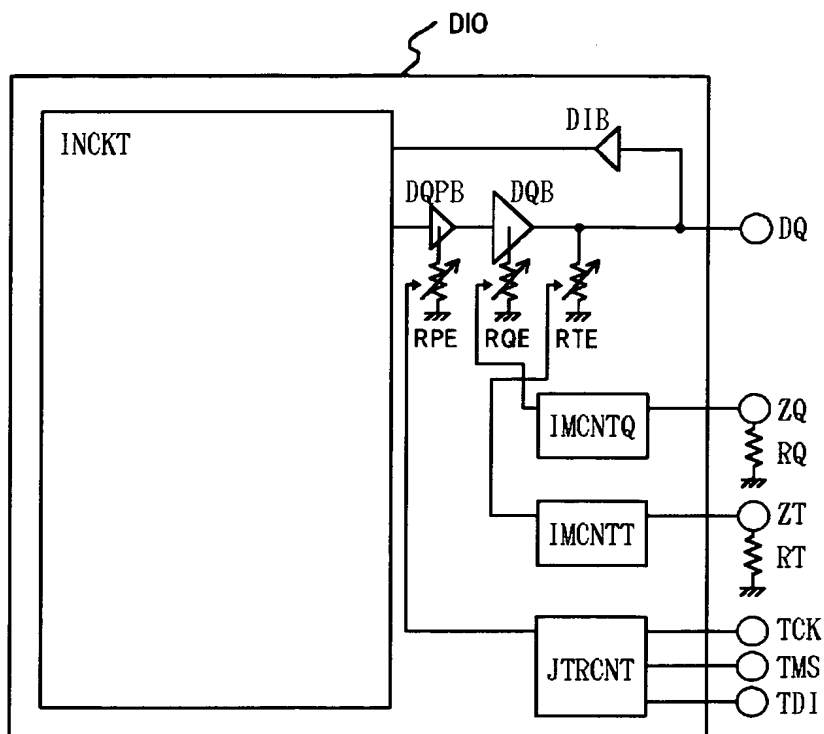 DIO
INCKT
DIB
DQPB
DQB
DQ
RPE
RQE
RTE
IMCNTQ
ZQ
RQ
IMCNTT
ZT
RT
JTRCNT
TCK
TMS
TDI